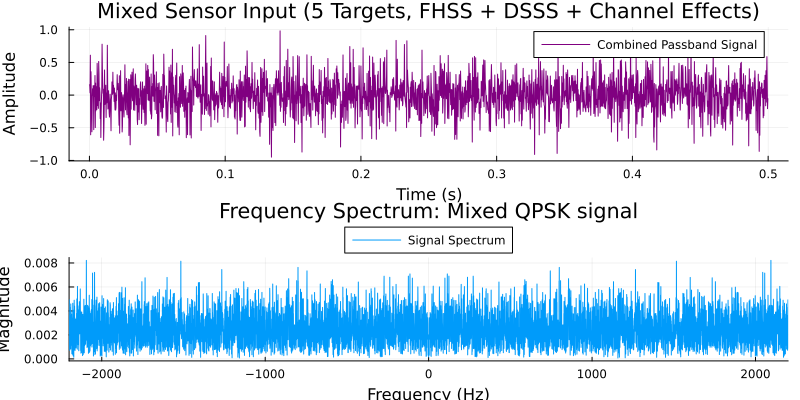 Mixed Sensor Input (5 Targets, FHSS + DSSS + Channel Effects)
Combined Passband Signal
Amplitude
1.0
0.5
0.0
−0.5
−1.0
0.0 0.1 0.2 0.3 0.4 0.5
Time (s)
Frequency Spectrum: Mixed QPSK signal
Signal Spectrum
Magnitude
0.008
0.006
0.004
0.002
0.000
−2000 −1000 0 1000 2000
Frequency (Hz)